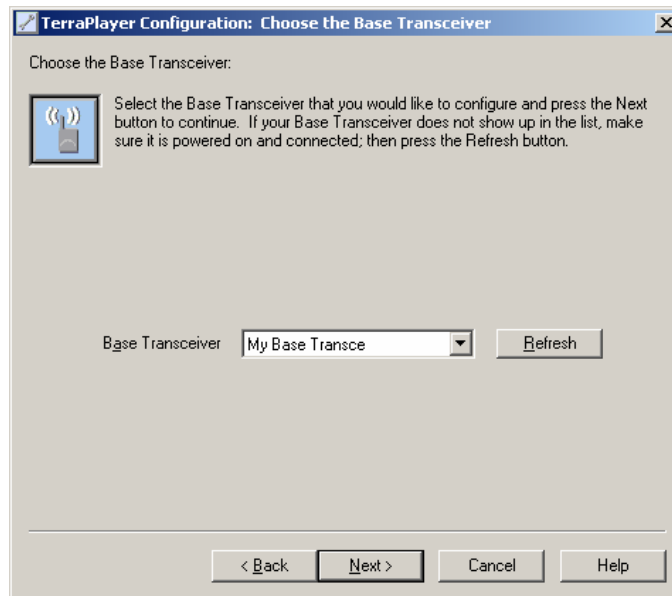 TerraPlayer Configuration: Choose the Base Transceiver
Choose the Base Transceiver:
Select the Base Transceiver that you would like to configure and press the Next
button to continue. If your Base Transceiver does not show up in the list, make
sure it is powered on and connected; then press the Refresh button.
Base Transceiver My Base Transce Refresh
< Back Next > Cancel Help